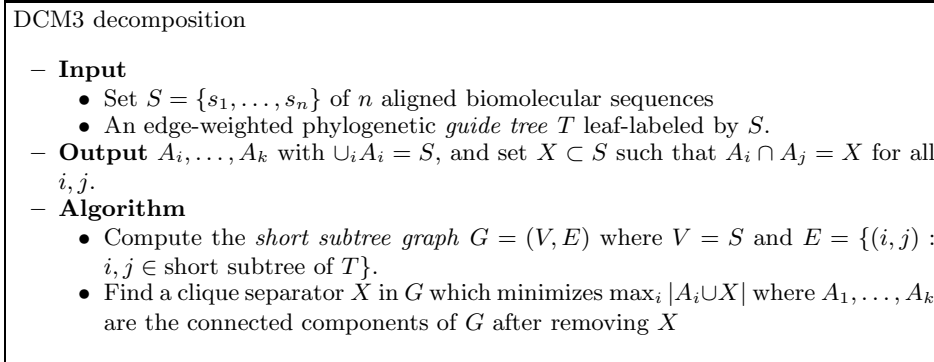 DCM3 decomposition
– Input
• Set S = {s₁, . . . , sₙ} of n aligned biomolecular sequences
• An edge-weighted phylogenetic guide tree T leaf-labeled by S.
– Output Aᵢ, . . . , Aₖ with ∪ᵢAᵢ = S, and set X ⊂ S such that Aᵢ ∩ Aⱼ = X for all
i, j.
– Algorithm
• Compute the short subtree graph G = (V, E) where V = S and E = {(i, j) :
i, j ∈ short subtree of T}.
• Find a clique separator X in G which minimizes maxᵢ |Aᵢ∪X| where A₁, . . . , Aₖ
are the connected components of G after removing X